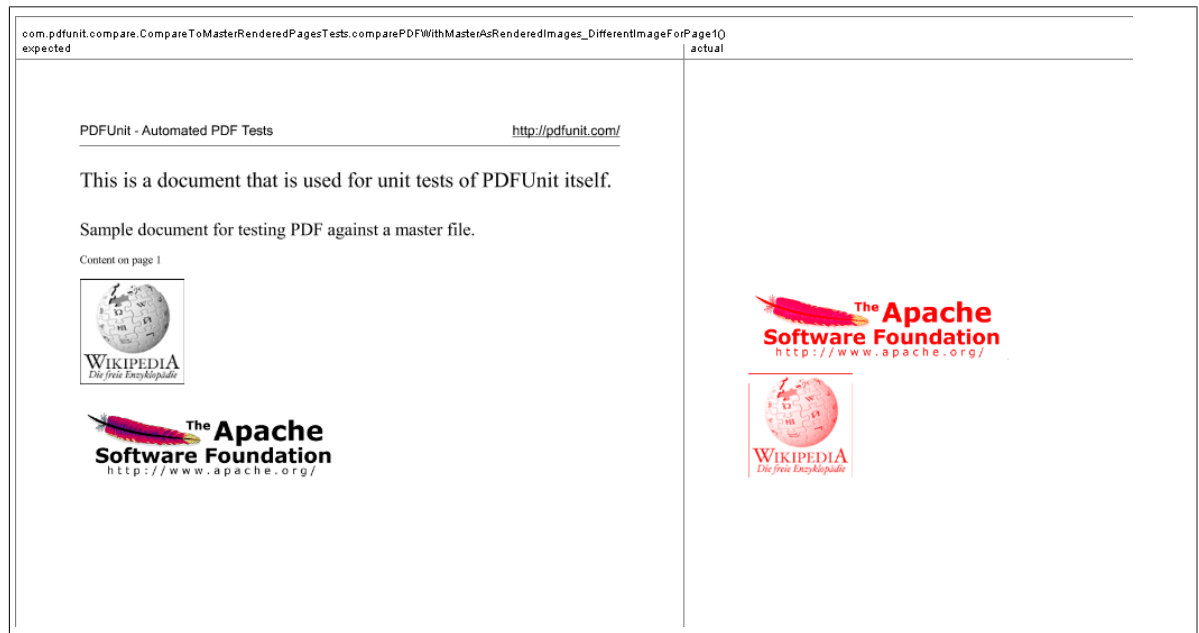 com.pdfunit.compare.CompareToMasterRenderedPagesTests.comparePDFWithMasterAsRenderedImages_DifferentImageForPage1()
expected
actual
PDFUnit - Automated PDF Tests http://pdfunit.com/
This is a document that is used for unit tests of PDFUnit itself.
Sample document for testing PDF against a master file.
Content on page 1
WIKIPEDIA
Die freie Enzyklopädie
The Apache
Software Foundation
http://www.apache.org/
The Apache
Software Foundation
http://www.apache.org/
WIKIPEDIA
Die freie Enzyklopädie